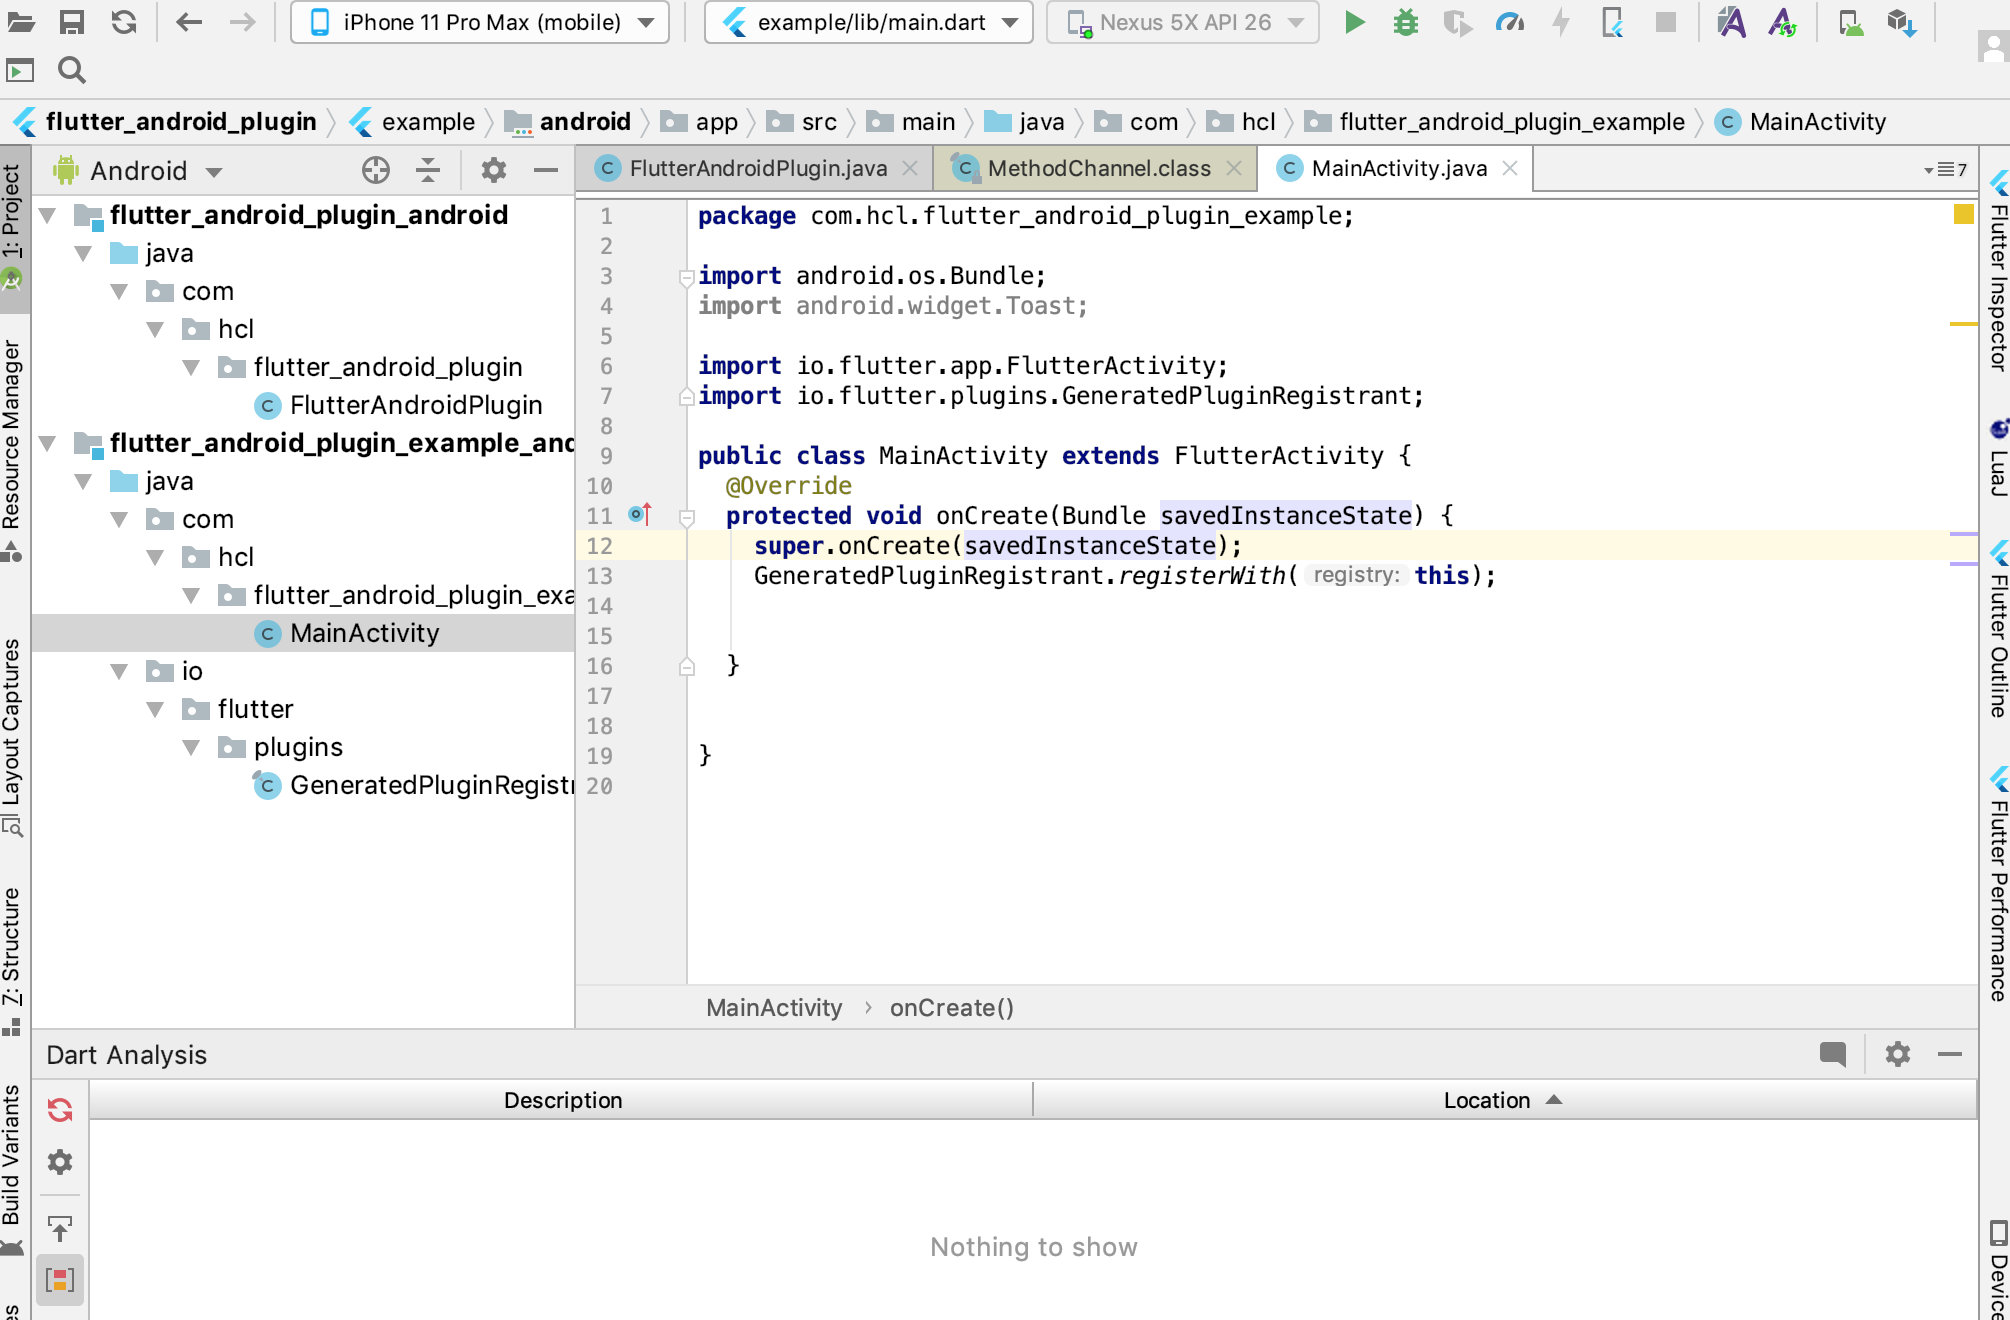 iPhone 11 Pro Max (mobile)
example/lib/main.dart
Nexus 5X API 26
flutter_android_plugin
example
android
app
src
main
java
com
hcl
flutter_android_plugin_example
MainActivity
1: Project
Resource Manager
Layout Captures
7: Structure
Build Variants
Android
flutter_android_plugin_android
java
com
hcl
flutter_android_plugin
FlutterAndroidPlugin
flutter_android_plugin_example_and
java
com
hcl
flutter_android_plugin_exa
MainActivity
io
flutter
plugins
GeneratedPluginRegistr
FlutterAndroidPlugin.java
MethodChannel.class
MainActivity.java
7
1 package com.hcl.flutter_android_plugin_example;
2
3 import android.os.Bundle;
4 import android.widget.Toast;
5
6 import io.flutter.app.FlutterActivity;
7 import io.flutter.plugins.GeneratedPluginRegistrant;
8
9 public class MainActivity extends FlutterActivity {
10 @Override
11 protected void onCreate(Bundle savedInstanceState) {
12 super.onCreate(savedInstanceState);
13 GeneratedPluginRegistrant.registerWith( registry: this);
14
15
16 }
17
18
19 }
20
MainActivity › onCreate()
Flutter Inspector
LuaJ
Flutter Outline
Flutter Performance
Device
Dart Analysis
Description
Location
Nothing to show